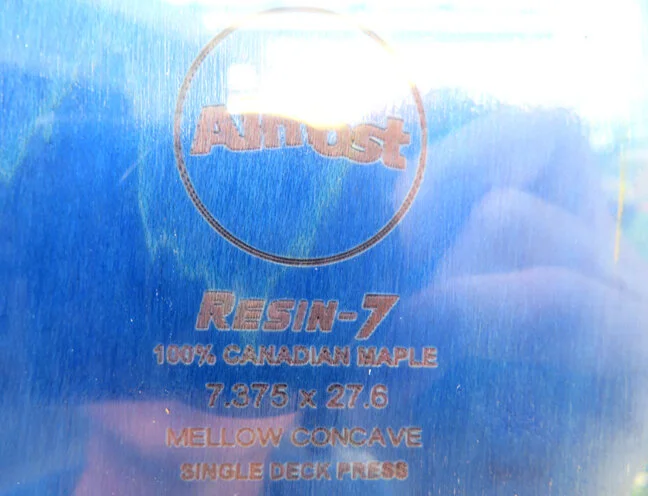 Almost
RESIN-7
100% CANADIAN MAPLE
7.375 x 27.6
MELLOW CONCAVE
SINGLE DECK PRESS